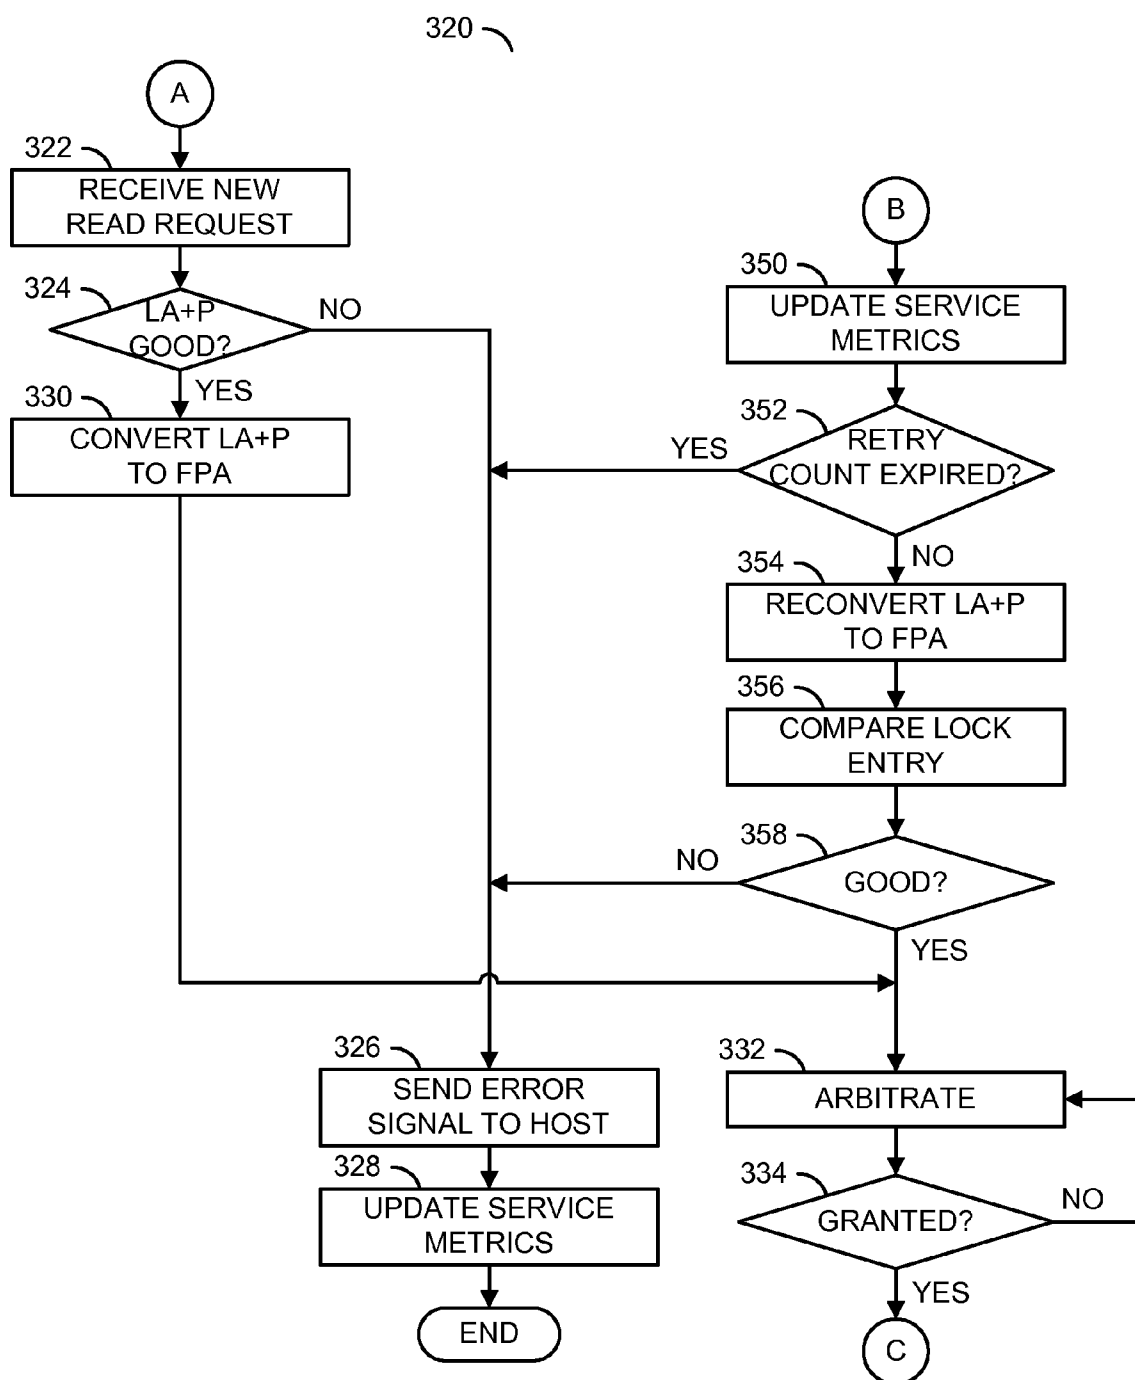 320
A
322
RECEIVE NEW
READ REQUEST
324
LA+P
GOOD?
NO
YES
330
CONVERT LA+P
TO FPA
B
350
UPDATE SERVICE
METRICS
352
RETRY
COUNT EXPIRED?
YES
NO
354
RECONVERT LA+P
TO FPA
356
COMPARE LOCK
ENTRY
358
GOOD?
NO
YES
326
SEND ERROR
SIGNAL TO HOST
328
UPDATE SERVICE
METRICS
END
332
ARBITRATE
334
GRANTED?
NO
YES
C